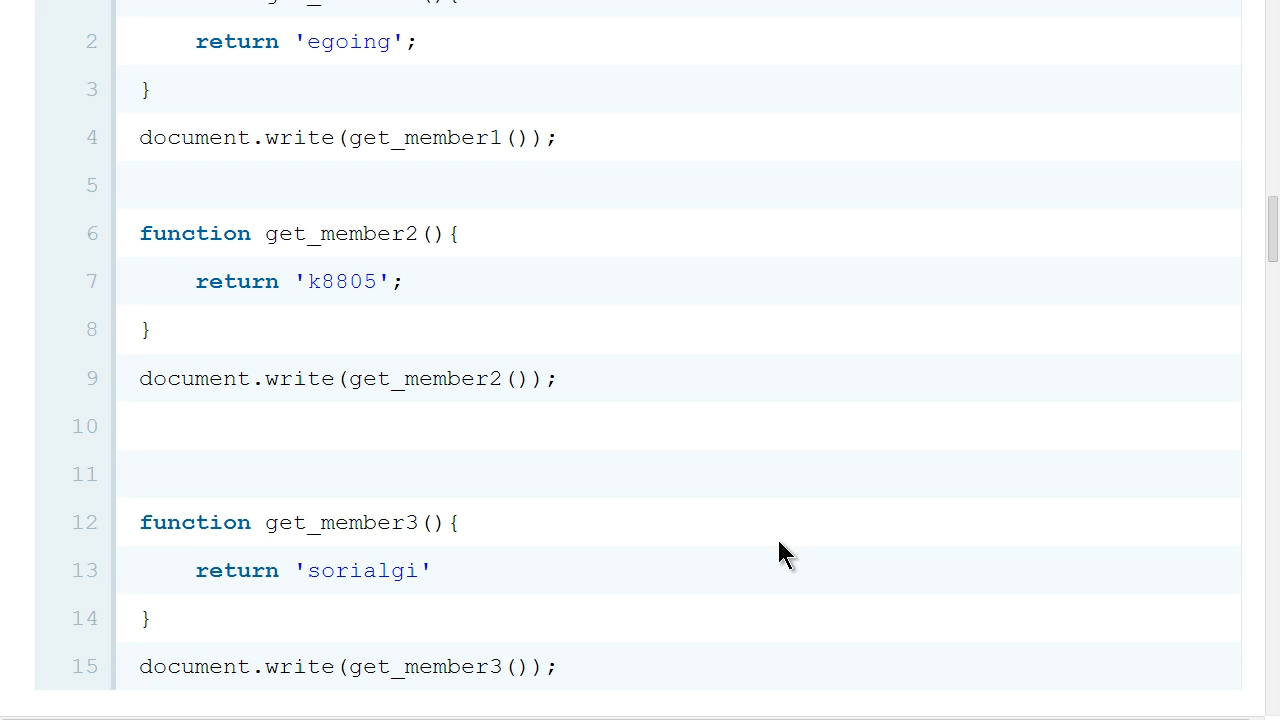 2 return 'egoing';
3 }
4 document.write(get_member1());
5
6 function get_member2(){
7 return 'k8805';
8 }
9 document.write(get_member2());
10
11
12 function get_member3(){
13 return 'sorialgi'
14 }
15 document.write(get_member3());